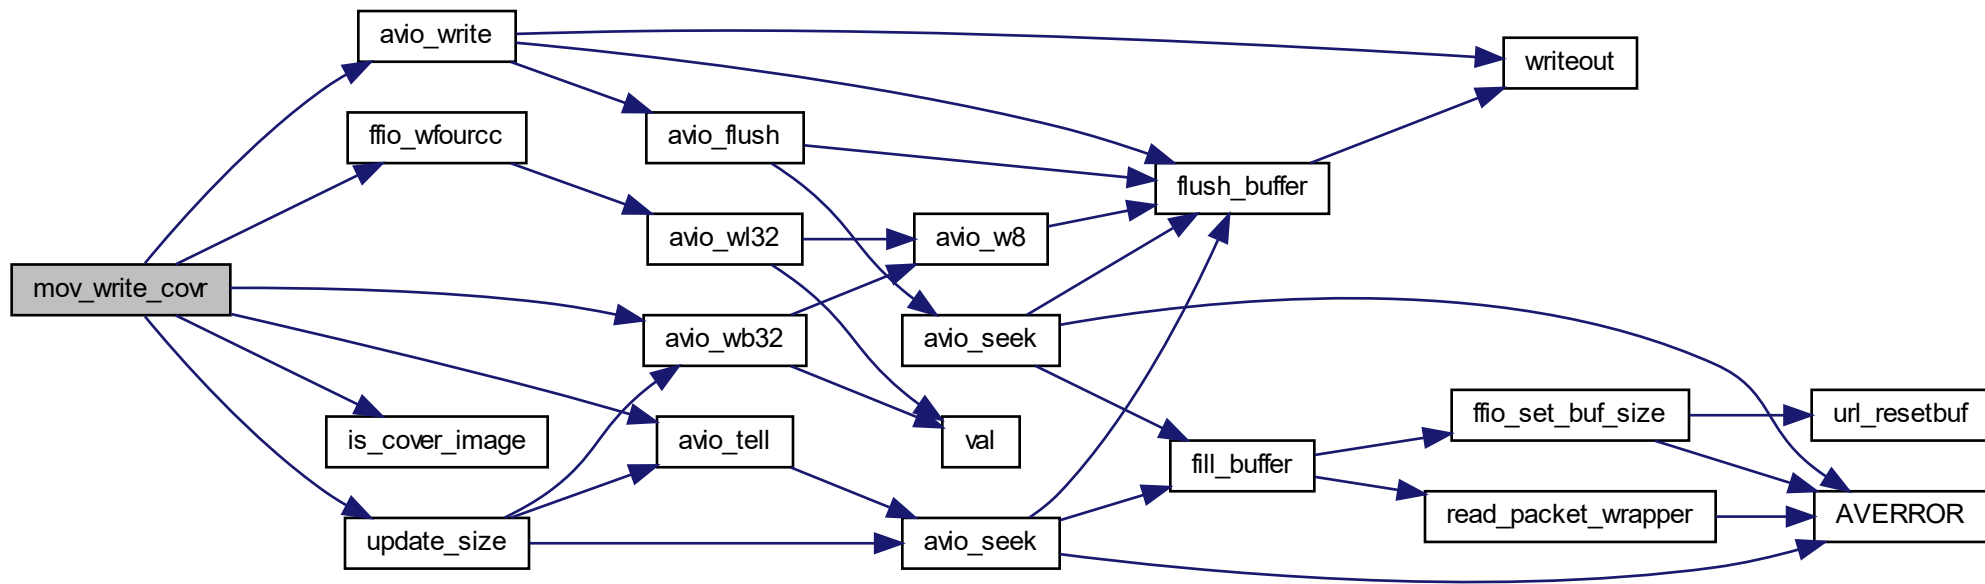 mov_write_covr
avio_write
ffio_wfourcc
is_cover_image
update_size
avio_flush
avio_wl32
avio_wb32
avio_tell
avio_w8
avio_seek
val
avio_seek
flush_buffer
fill_buffer
writeout
ffio_set_buf_size
read_packet_wrapper
url_resetbuf
AVERROR